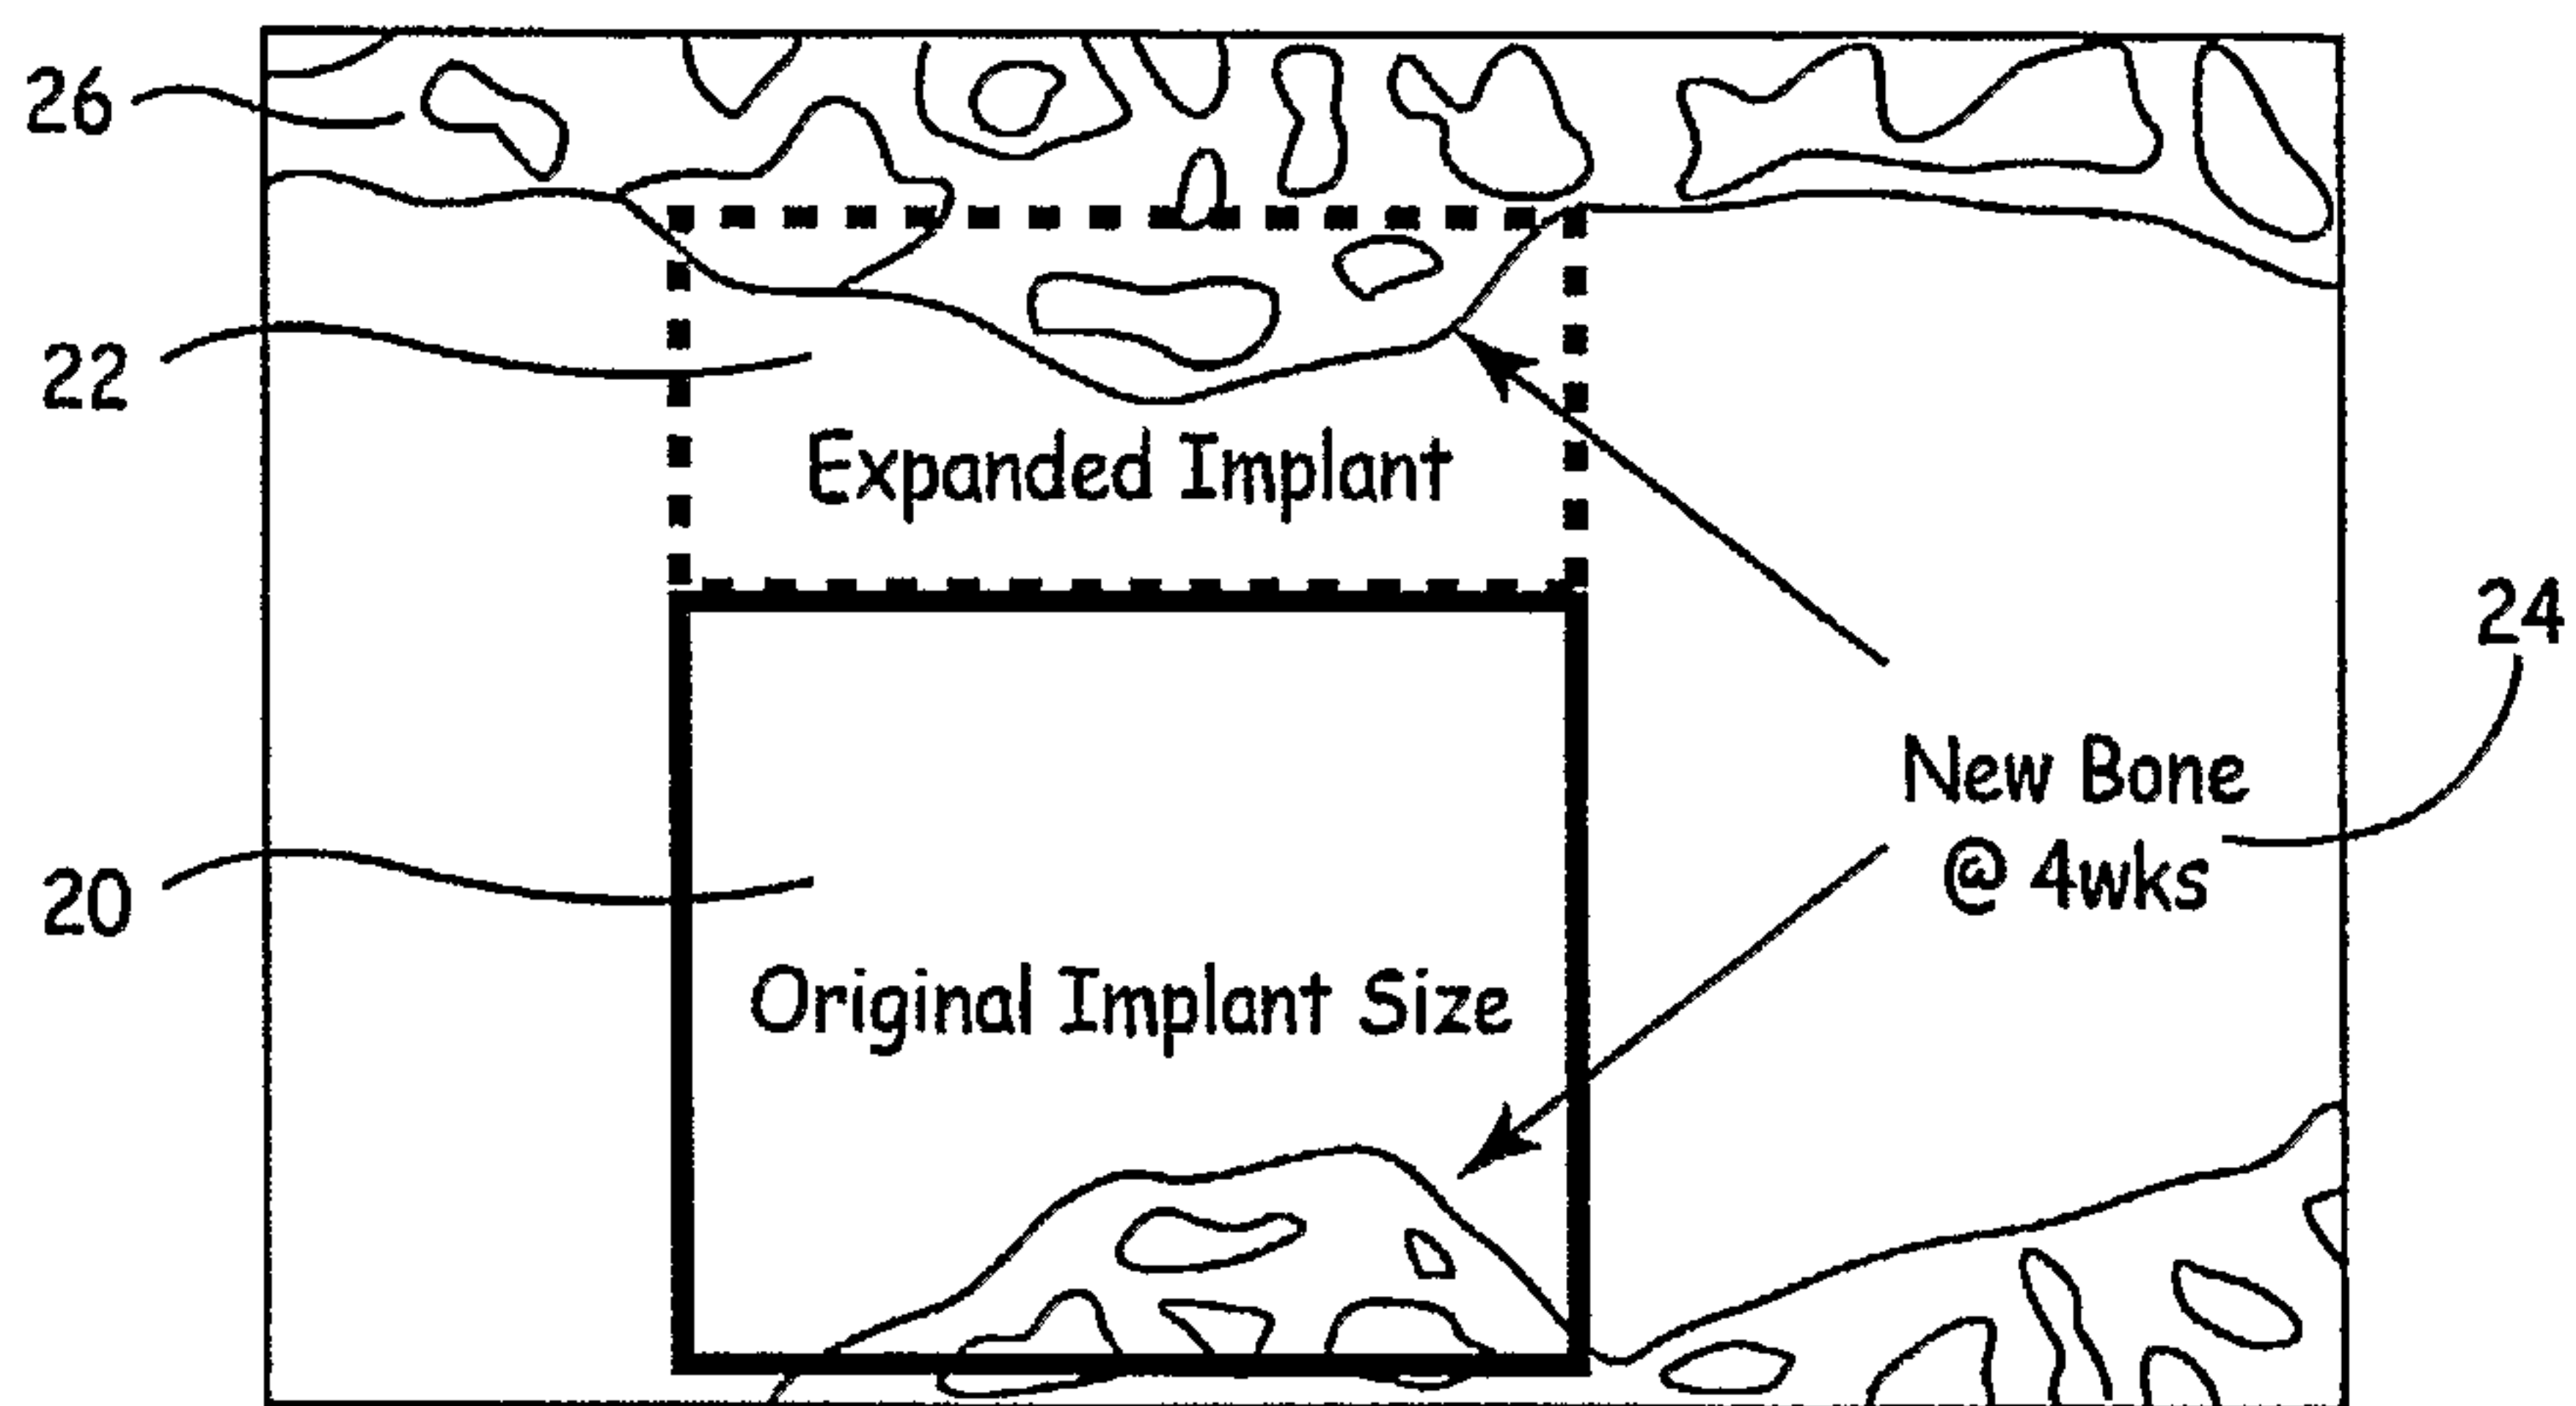 26
22
Expanded Implant
24
New Bone
@ 4wks
20
Original Implant Size